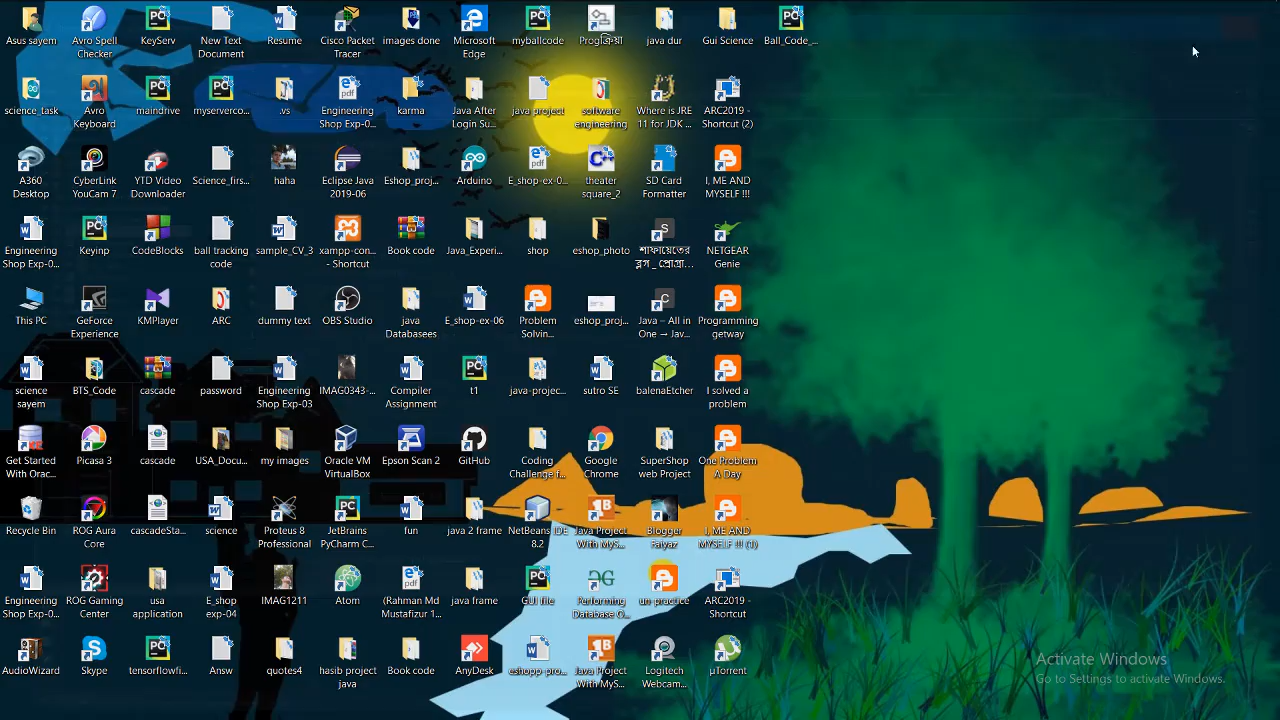 Asus sayem
Avro Spell
Checker
KeyServ
New Text
Document
Resume
Cisco Packet
Tracer
images done
Microsoft
Edge
myballcode
java dur
Gui Science
Ball_Code_...
science_task
Avro
Keyboard
maindrive
myserverco...
.vs
Engineering
Shop Exp-0...
karma
Java After
Login Su...
java project
software
engineering
Where is JRE
11 for JDK ...
ARC2019 -
Shortcut (2)
A360
Desktop
CyberLink
YouCam 7
YTD Video
Downloader
Science_firs...
haha
Eclipse Java
2019-06
Eshop_proj...
Arduino
E_shop-ex-0...
theater
square_2
SD Card
Formatter
I, ME AND
MYSELF !!!
Engineering
Shop Exp-0...
Keyinp
CodeBlocks
ball tracking
code
sample_CV_3
xampp-con...
- Shortcut
Book code
Java_Experi...
shop
eshop_photo
শাফায়েতের
ব্লগ _ প্রোগ্রা...
NETGEAR
Genie
This PC
GeForce
Experience
KMPlayer
ARC
dummy text
OBS Studio
java
Databasees
E_shop-ex-06
Problem
Solvin...
eshop_proj...
Java – All in
One → Jav...
Programming
getway
science
sayem
BTS_Code
cascade
password
Engineering
Shop Exp-03
IMAG0343-...
Compiler
Assignment
t1
java-projec...
sutro SE
balenaEtcher
I solved a
problem
Get Started
With Orac...
Picasa 3
cascade
USA_Docu...
my images
Oracle VM
VirtualBox
Epson Scan 2
GitHub
Coding
Challenge f...
Google
Chrome
SuperShop
web Project
One Problem
A Day
Recycle Bin
ROG Aura
Core
cascadeSta...
science
Proteus 8
Professional
JetBrains
PyCharm C...
fun
java 2 frame
NetBeans IDE
8.2
Java Project
With MyS...
Blogger
Faiyaz
I, ME AND
MYSELF !!! (1)
Engineering
Shop Exp-0...
ROG Gaming
Center
usa
application
E_shop
exp-04
IMAG1211
Atom
(Rahman Md
Mustafizur 1...
java frame
GUI file
Performing
Database O...
un-practice
ARC2019 -
Shortcut
AudioWizard
Skype
tensorflowfi...
Answ
quotes4
hasib project
java
Book code
AnyDesk
eshopp-pro...
Java Project
With MyS...
Logitech
Webcam...
µTorrent
Activate Windows
Go to Settings to activate Windows.